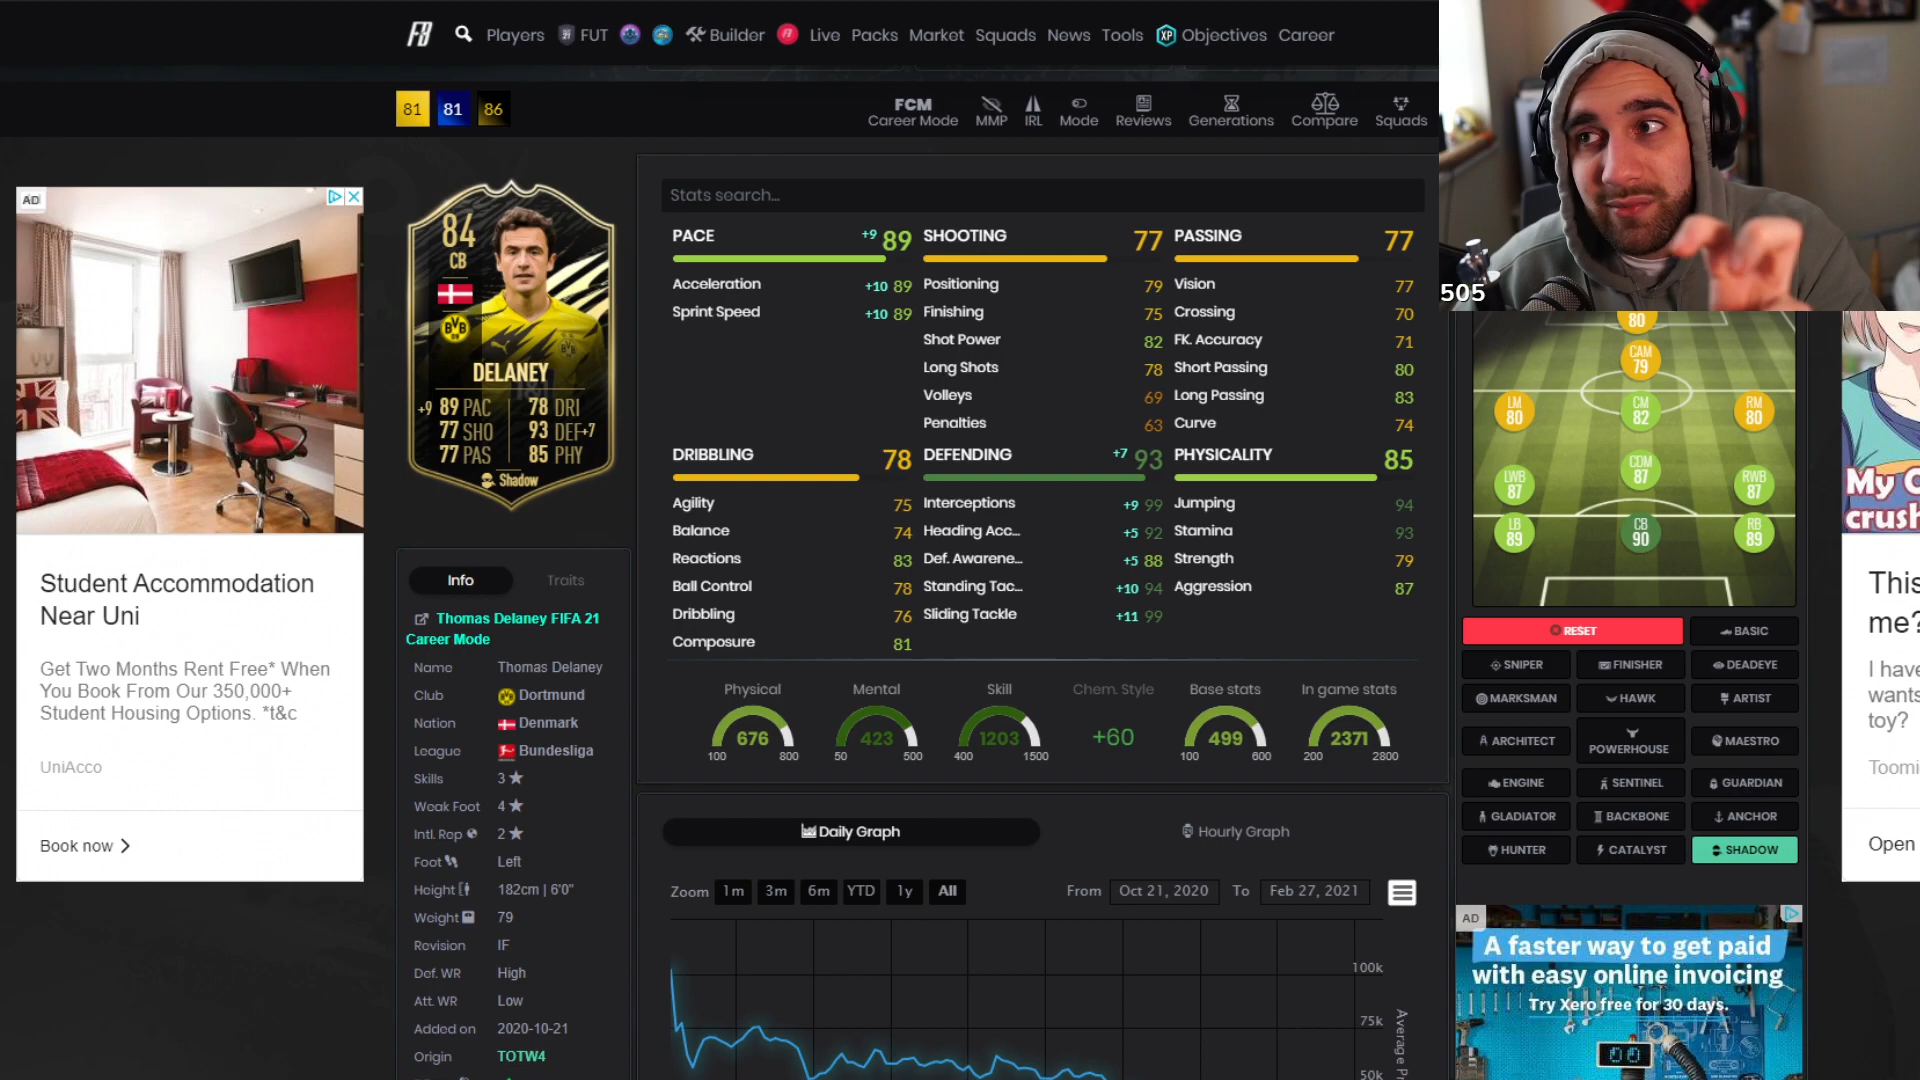 FB Players 21 FUT Builder Live Packs Market Squads News Tools XP Objectives Career
81 81 86
FCM
Career Mode MMP IRL Mode Reviews Generations Compare Squads
AD
Student Accommodation
Near Uni
Get Two Months Rent Free* When
You Book From Our 350,000+
Student Housing Options. *t&c
UniAcco
Book now
84
CB
BVB
DELANEY
+9 89 PAC 78 DRI
77 SHO 93 DEF+7
77 PAS 85 PHY
Shadow
Info Traits
Thomas Delaney FIFA 21
Career Mode
Name Thomas Delaney
Club Dortmund
Nation Denmark
League Bundesliga
Skills 3
Weak Foot 4
Intl. Rep 2
Foot Left
Height 182cm | 6'0"
Weight 79
Revision IF
Def. WR High
Att. WR Low
Added on 2020-10-21
Origin TOTW4
Stats search...
PACE +9 89
Acceleration +10 89
Sprint Speed +10 89
SHOOTING 77
Positioning 79
Finishing 75
Shot Power 82
Long Shots 78
Volleys 69
Penalties 63
PASSING 77
Vision 77
Crossing 70
FK. Accuracy 71
Short Passing 80
Long Passing 83
Curve 74
DRIBBLING 78
Agility 75
Balance 74
Reactions 83
Ball Control 78
Dribbling 76
Composure 81
DEFENDING +7 93
Interceptions +9 99
Heading Acc... +5 92
Def. Awarene... +5 88
Standing Tac... +10 94
Sliding Tackle +11 99
PHYSICALITY 85
Jumping 94
Stamina 93
Strength 79
Aggression 87
Physical Mental Skill Chem. Style Base stats In game stats
676 423 1203 +60 499 2371
100 800 50 500 400 1500 100 600 200 2800
Daily Graph Hourly Graph
Zoom 1m 3m 6m YTD 1y All From Oct 21, 2020 To Feb 27, 2021
100k
75k
50k
Average Pr
505
80
CAM
79
LM
80
CM
82
RM
80
LWB
87
CDM
87
RWB
87
LB
89
CB
90
RB
89
RESET BASIC
SNIPER FINISHER DEADEYE
MARKSMAN HAWK ARTIST
ARCHITECT POWERHOUSE MAESTRO
ENGINE SENTINEL GUARDIAN
GLADIATOR BACKBONE ANCHOR
HUNTER CATALYST SHADOW
AD
A faster way to get paid
with easy online invoicing
Try Xero free for 30 days.
00
My C
crush
This
me?
I have
wants
toy?
Toomi
Open